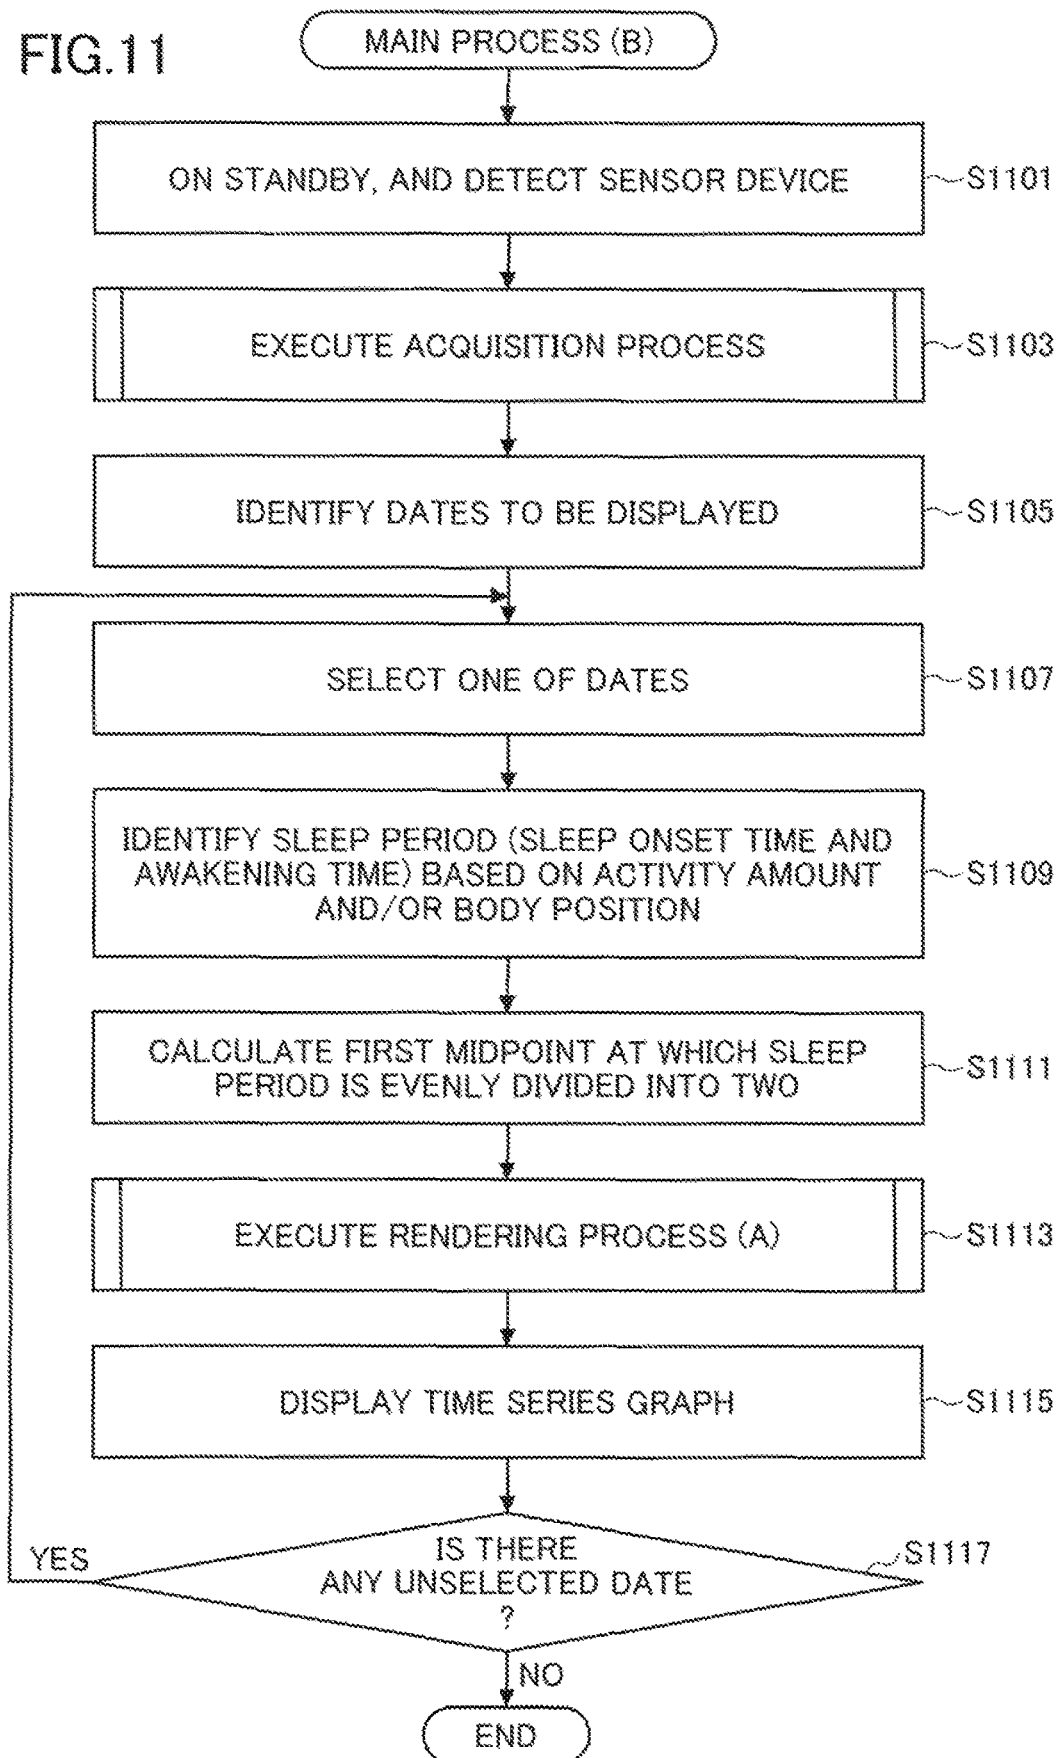 FIG.11
MAIN PROCESS (B)
ON STANDBY, AND DETECT SENSOR DEVICE
S1101
EXECUTE ACQUISITION PROCESS
S1103
IDENTIFY DATES TO BE DISPLAYED
S1105
SELECT ONE OF DATES
S1107
IDENTIFY SLEEP PERIOD (SLEEP ONSET TIME AND
AWAKENING TIME) BASED ON ACTIVITY AMOUNT
AND/OR BODY POSITION
S1109
CALCULATE FIRST MIDPOINT AT WHICH SLEEP
PERIOD IS EVENLY DIVIDED INTO TWO
S1111
EXECUTE RENDERING PROCESS (A)
S1113
DISPLAY TIME SERIES GRAPH
S1115
YES
IS THERE
ANY UNSELECTED DATE
?
S1117
NO
END